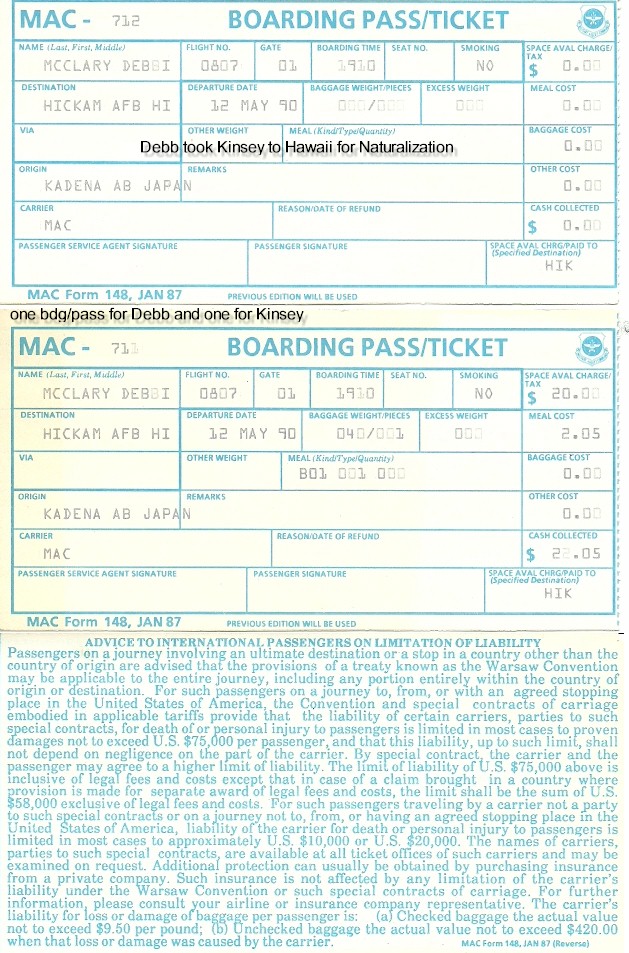 MAC - 712 BOARDING PASS/TICKET
NAME (Last, First, Middle) FLIGHT NO. GATE BOARDING TIME SEAT NO. SMOKING SPACE AVAL CHARGE/
TAX
MCCLARY DEBBI 0807 01 1910 NO $ 0.00
DESTINATION DEPARTURE DATE BAGGAGE WEIGHT/PIECES EXCESS WEIGHT MEAL COST
HICKAM AFB HI 12 MAY 90 000/000 000 0.00
VIA OTHER WEIGHT MEAL (Kind/Type/Quantity) BAGGAGE COST
Debb took Kinsey to Hawaii for Naturalization 0.00
ORIGIN REMARKS OTHER COST
KADENA AB JAPAN 0.00
CARRIER REASON/DATE OF REFUND CASH COLLECTED
MAC $ 0.00
PASSENGER SERVICE AGENT SIGNATURE PASSENGER SIGNATURE SPACE AVAL CHRG/PAID TO
(Specified Destination)
HIK
MAC Form 148, JAN 87 PREVIOUS EDITION WILL BE USED
one bdg/pass for Debb and one for Kinsey
MAC - 711 BOARDING PASS/TICKET
NAME (Last, First, Middle) FLIGHT NO. GATE BOARDING TIME SEAT NO. SMOKING SPACE AVAL CHARGE/
TAX
MCCLARY DEBBI 0807 01 1910 NO $ 20.00
DESTINATION DEPARTURE DATE BAGGAGE WEIGHT/PIECES EXCESS WEIGHT MEAL COST
HICKAM AFB HI 12 MAY 90 040/001 000 2.05
VIA OTHER WEIGHT MEAL (Kind/Type/Quantity) BAGGAGE COST
B01 001 000 0.00
ORIGIN REMARKS OTHER COST
KADENA AB JAPAN 0.00
CARRIER REASON/DATE OF REFUND CASH COLLECTED
MAC $ 22.05
PASSENGER SERVICE AGENT SIGNATURE PASSENGER SIGNATURE SPACE AVAL CHRG/PAID TO
(Specified Destination)
HIK
MAC Form 148, JAN 87 PREVIOUS EDITION WILL BE USED
ADVICE TO INTERNATIONAL PASSENGERS ON LIMITATION OF LIABILITY
Passengers on a journey involving an ultimate destination or a stop in a country other than the
country of origin are advised that the provisions of a treaty known as the Warsaw Convention
may be applicable to the entire journey, including any portion entirely within the country of
origin or destination. For such passengers on a journey to, from, or with an agreed stopping
place in the United States of America, the Convention and special contracts of carriage
embodied in applicable tariffs provide that the liability of certain carriers, parties to such
special contracts, for death of or personal injury to passengers is limited in most cases to proven
damages not to exceed U.S. $75,000 per passenger, and that this liability, up to such limit, shall
not depend on negligence on the part of the carrier. By special contract, the carrier and the
passenger may agree to a higher limit of liability. The limit of liability of U.S. $75,000 above is
inclusive of legal fees and costs except that in case of a claim brought in a country where
provision is made for separate award of legal fees and costs, the limit shall be the sum of U.S.
$58,000 exclusive of legal fees and costs. For such passengers traveling by a carrier not a party
to such special contracts or on a journey not to, from, or having an agreed stopping place in the
United States of America, liability of the carrier for death or personal injury to passengers is
limited in most cases to approximately U.S. $10,000 or U.S. $20,000. The names of carriers,
parties to such special contracts, are available at all ticket offices of such carriers and may be
examined on request. Additional protection can usually be obtained by purchasing insurance
from a private company. Such insurance is not affected by any limitation of the carrier's
liability under the Warsaw Convention or such special contracts of carriage. For further
information, please consult your airline or insurance company representative. The carrier's
liability for loss or damage of baggage per passenger is: (a) Checked baggage the actual value
not to exceed $9.50 per pound; (b) Unchecked baggage the actual value not to exceed $420.00
when that loss or damage was caused by the carrier. MAC Form 148, JAN 87 (Reverse)